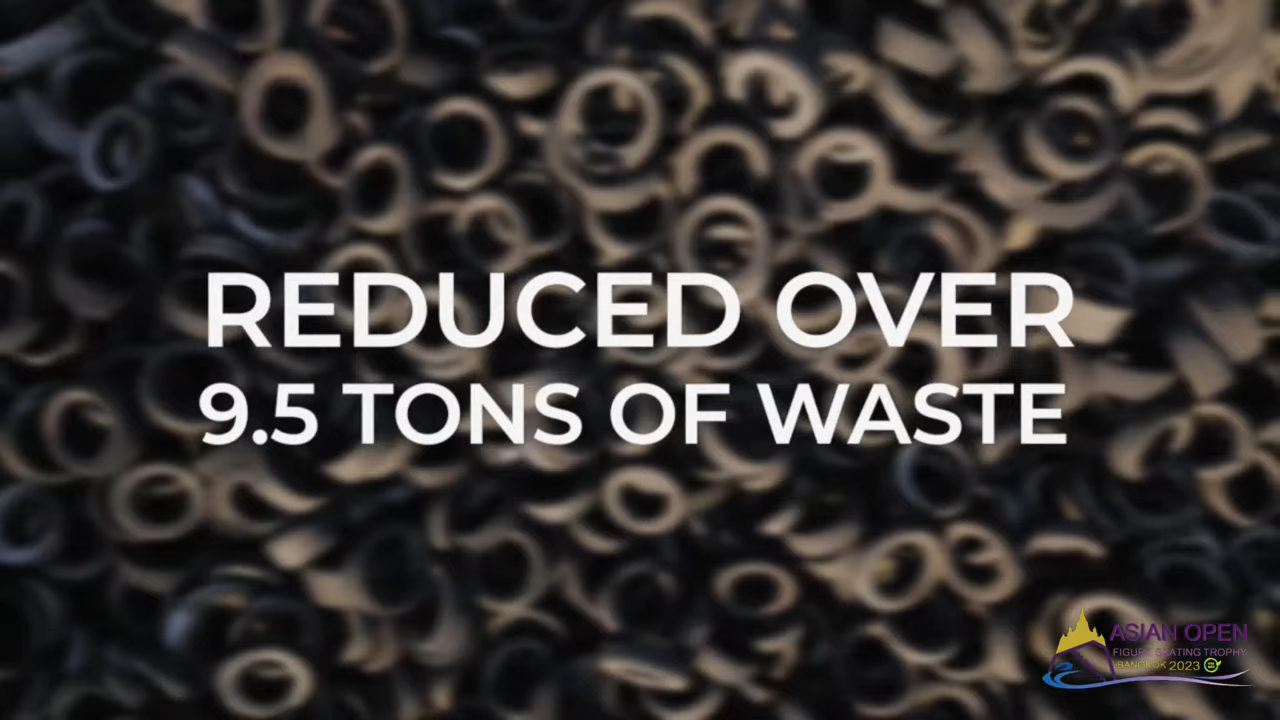 REDUCED OVER
9.5 TONS OF WASTE
ASIAN OPEN
FIGURE SKATING TROPHY
BANGKOK 2023